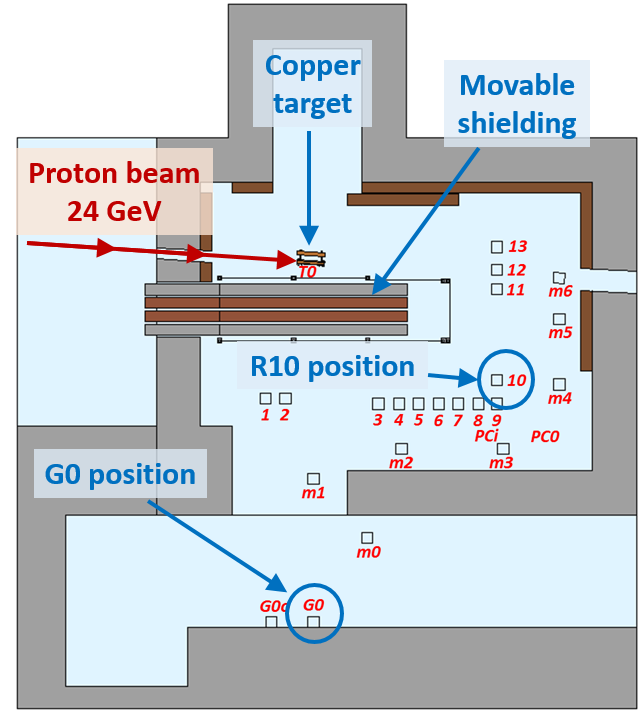 Copper
target
Movable
shielding
Proton beam
24 GeV
T0
13
12
11
m6
m5
R10 position
10
m4
1 2
3 4 5 6 7 8 9
PCi PC0
m2 m3
G0 position
m1
m0
G0c G0